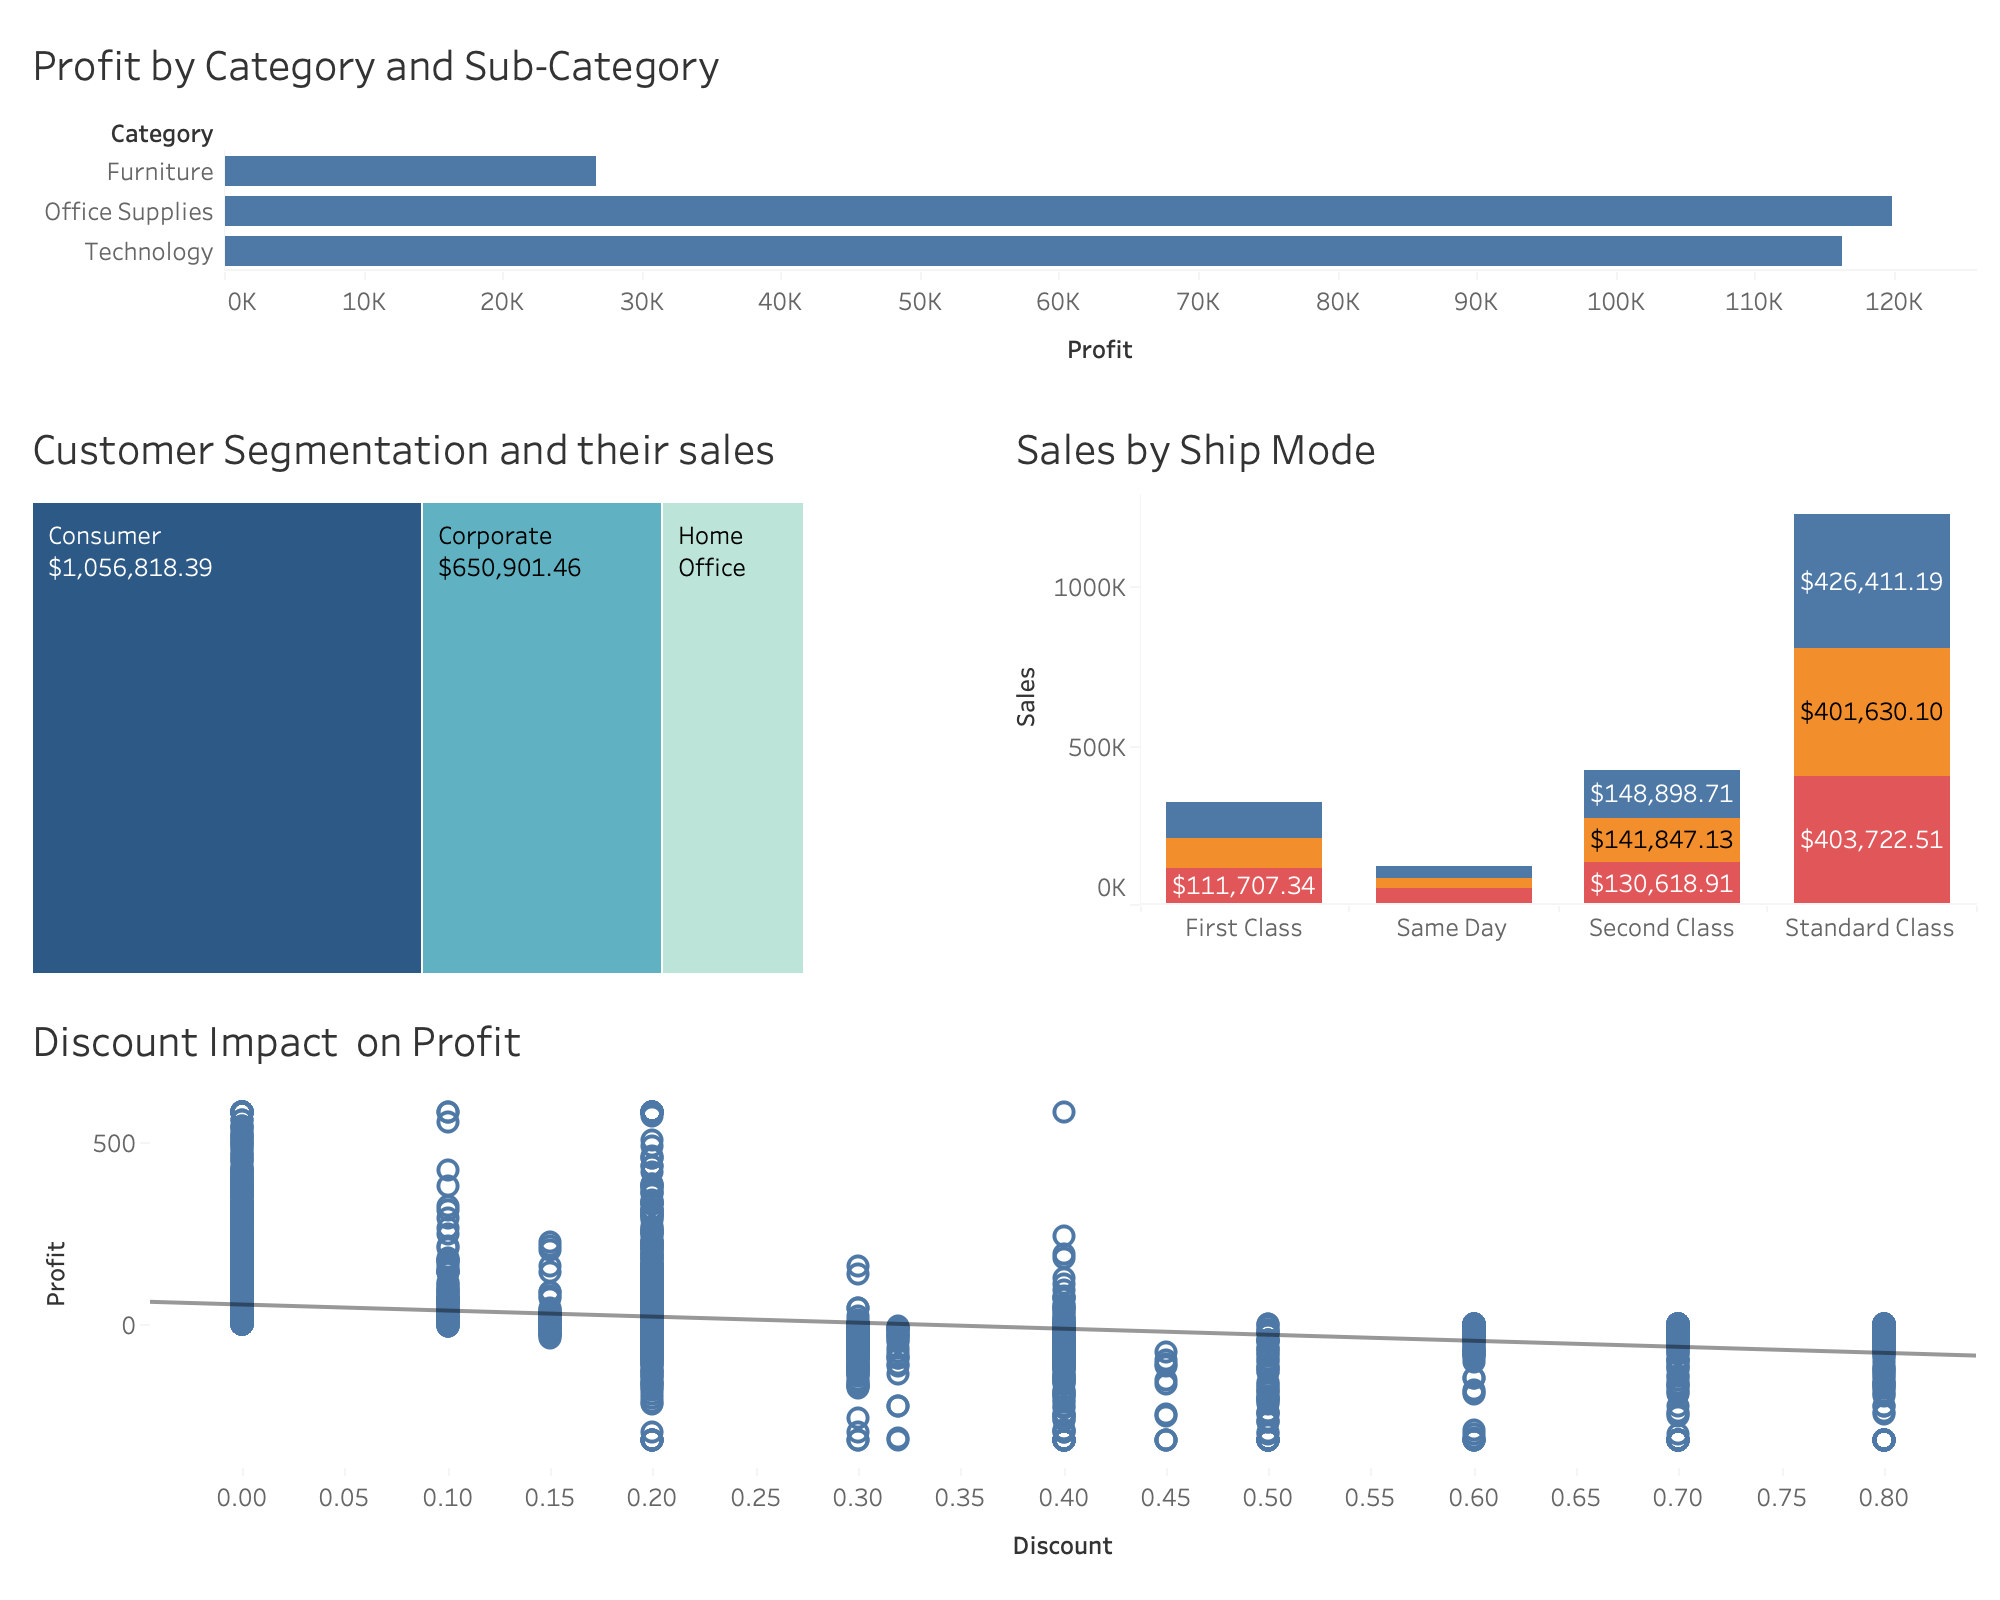 Profit by Category and Sub-Category
Category
Furniture
Office Supplies
Technology
0K 10K 20K 30K 40K 50K 60K 70K 80K 90K 100K 110K 120K
Profit
Customer Segmentation and their sales
Consumer
$1,056,818.39
Corporate
$650,901.46
Home
Office
Sales by Ship Mode
Sales
1000K
500K
0K
$111,707.34
$148,898.71
$141,847.13
$130,618.91
$426,411.19
$401,630.10
$403,722.51
First Class Same Day Second Class Standard Class
Discount Impact  on Profit
Profit
500
0
0.00 0.05 0.10 0.15 0.20 0.25 0.30 0.35 0.40 0.45 0.50 0.55 0.60 0.65 0.70 0.75 0.80
Discount